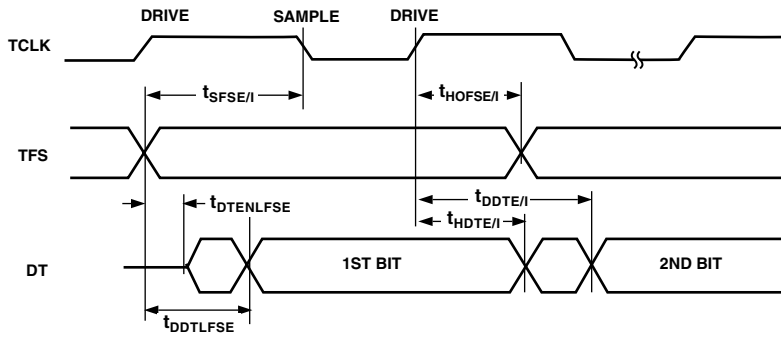 DRIVE SAMPLE DRIVE
TCLK
tSFSE/I tHOFSE/I
TFS
tDDTE/I
tDTENLFSE
tHDTE/I
DT 1ST BIT 2ND BIT
tDDTLFSE